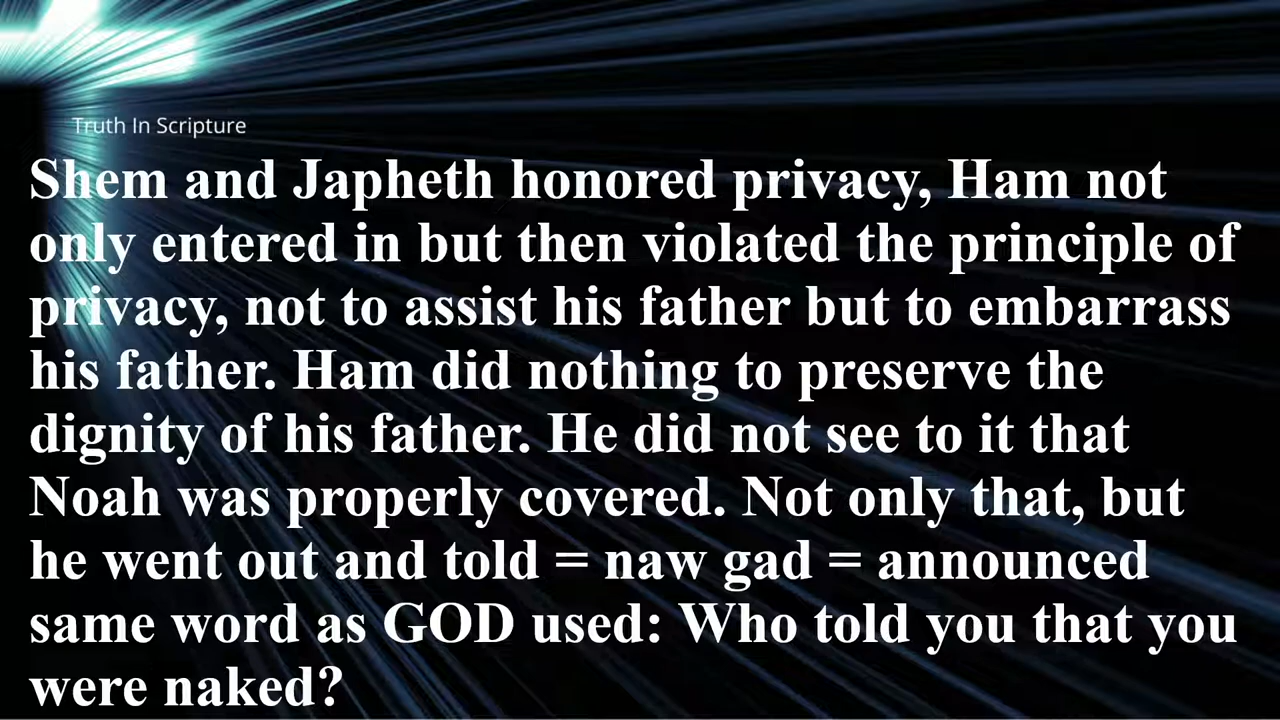 Truth In Scripture
Shem and Japheth honored privacy, Ham not
only entered in but then violated the principle of
privacy, not to assist his father but to embarrass
his father. Ham did nothing to preserve the
dignity of his father. He did not see to it that
Noah was properly covered. Not only that, but
he went out and told = naw gad = announced
same word as GOD used: Who told you that you
were naked?